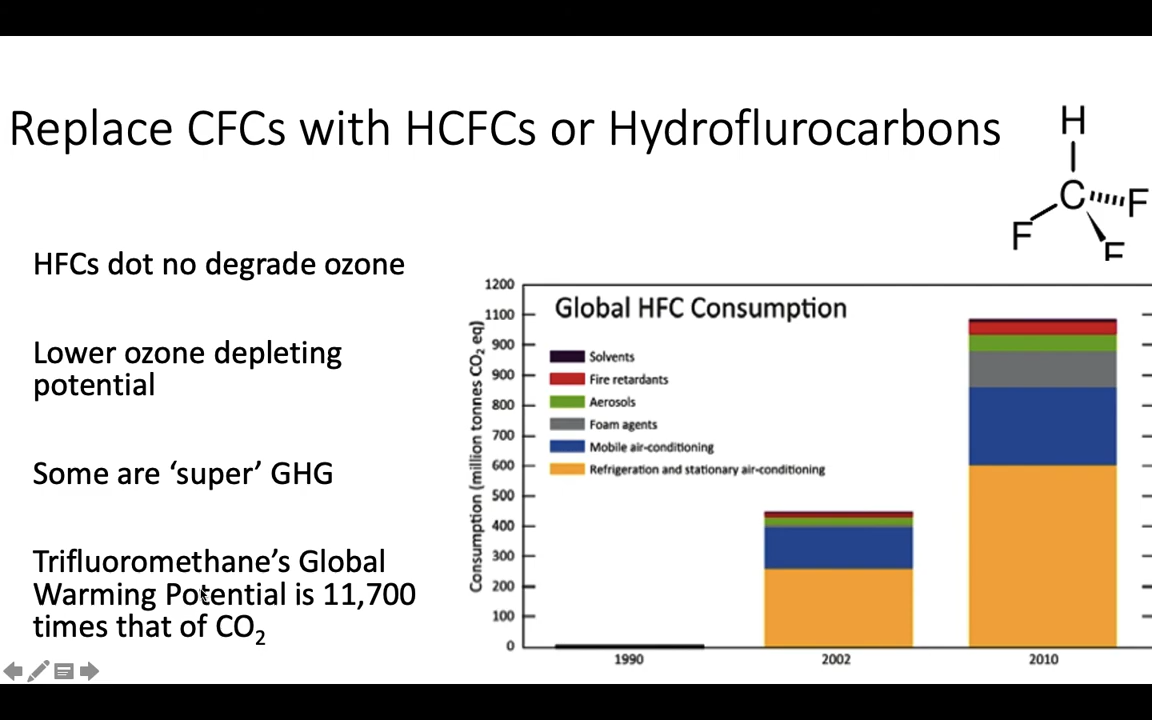 Replace CFCs with HCFCs or Hydroflurocarbons
H
C
F
F
F
HFCs dot no degrade ozone
Lower ozone depleting
potential
Some are ‘super’ GHG
Trifluoromethane’s Global
Warming Potential is 11,700
times that of CO₂
Global HFC Consumption
Consumption (million tonnes CO₂ eq)
1200
1100
900
900
800
700
600
500
400
300
200
100
0
Solvents
Fire retardants
Aerosols
Foam agents
Mobile air-conditioning
Refrigeration and stationary air-conditioning
1990
2002
2010